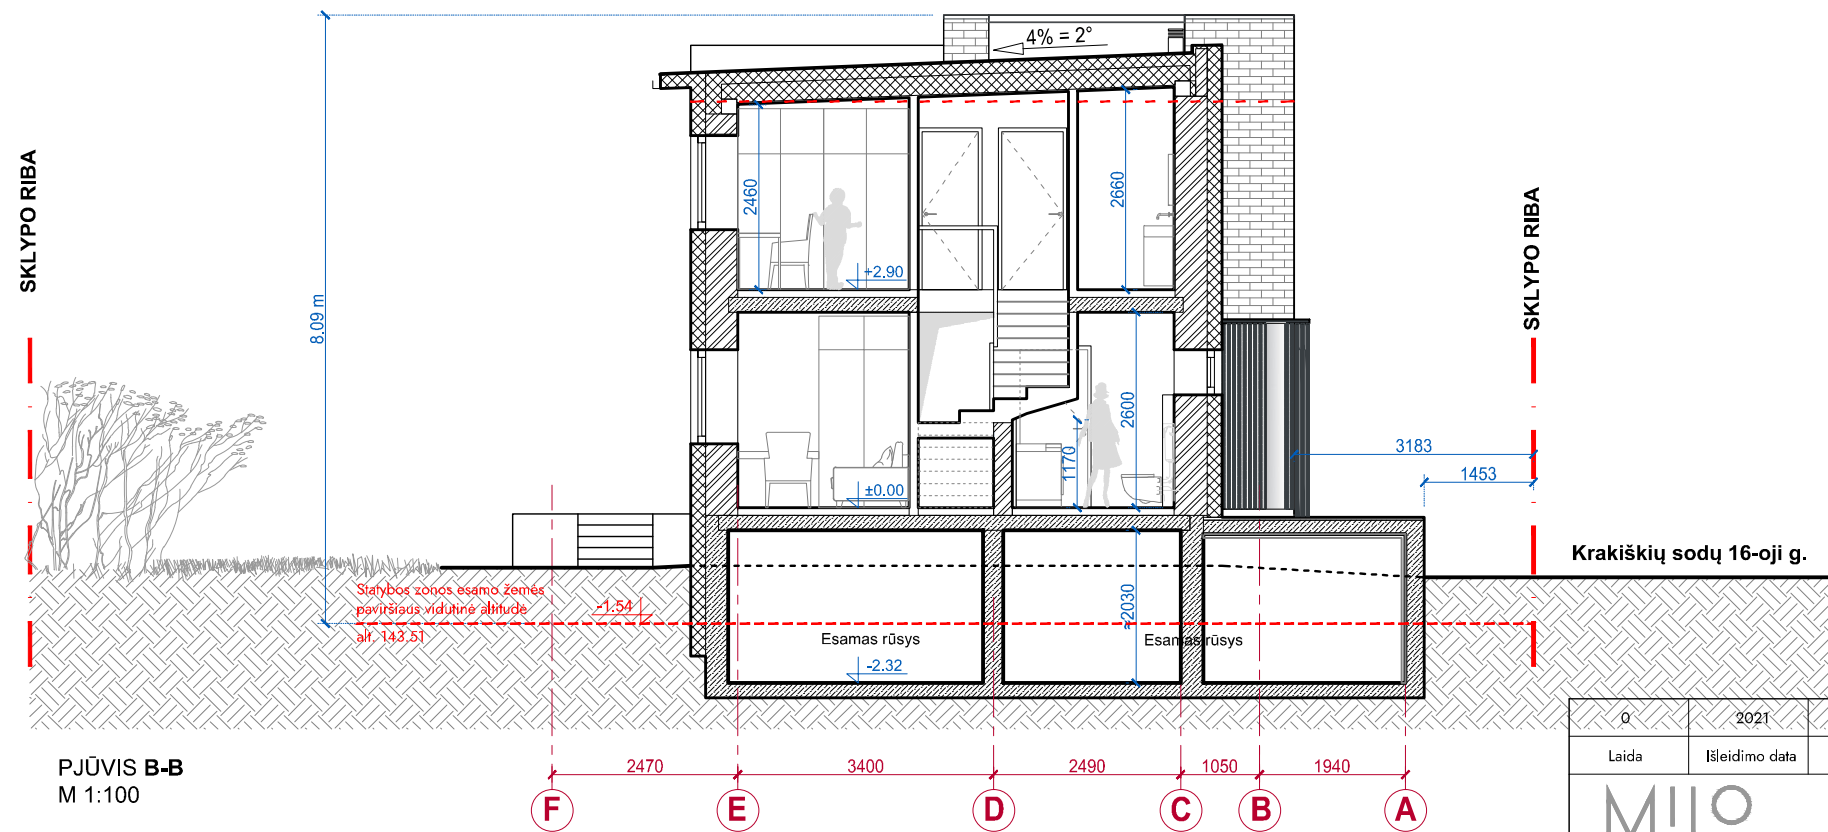 4% = 2°
SKLYPO RIBA
8.09 m
2460
2660
+2.90
SKLYPO RIBA
2600
1170
±0.00
3183
1453
Krakiškių sodų 16-oji g.
Statybos zonos esamo žemės
paviršiaus vidutinė altitudė
alt. 143,51
-1.54
≈2030
Esamas rūsys
Esamas rūsys
-2.32
0 2021
Laida Išleidimo data
PJŪVIS B-B
M 1:100
2470 3400 2490 1050 1940
F E D C B A